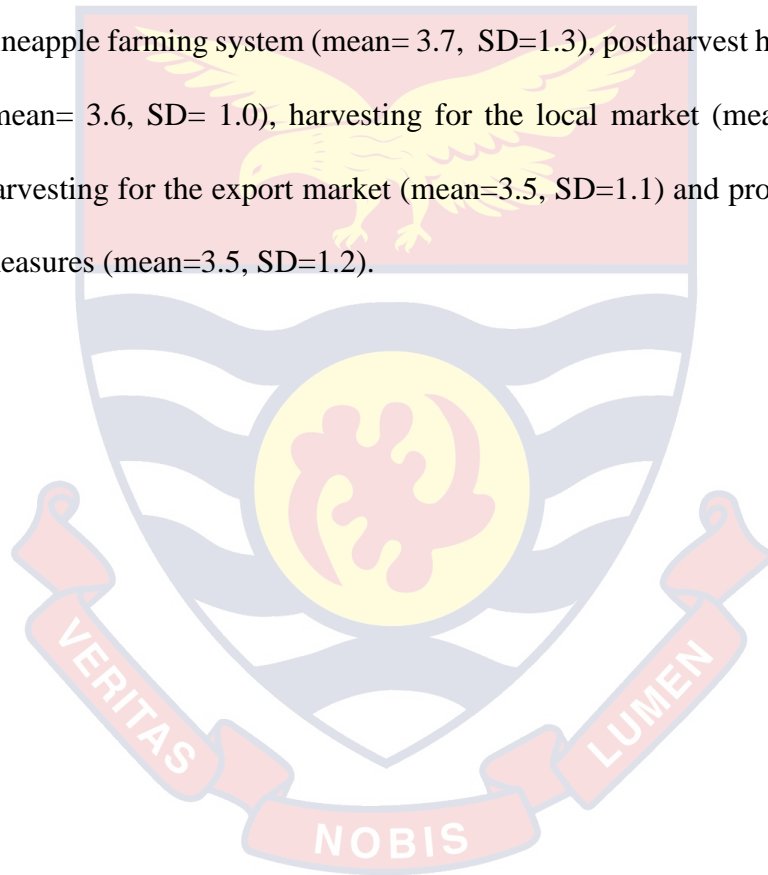 neapple farming system (mean= 3.7, SD=1.3), postharvest h
mean= 3.6, SD= 1.0), harvesting for the local market (mea
arvesting for the export market (mean=3.5, SD=1.1) and pro
easures (mean=3.5, SD=1.2).
VERITAS
NOBIS
LUMEN